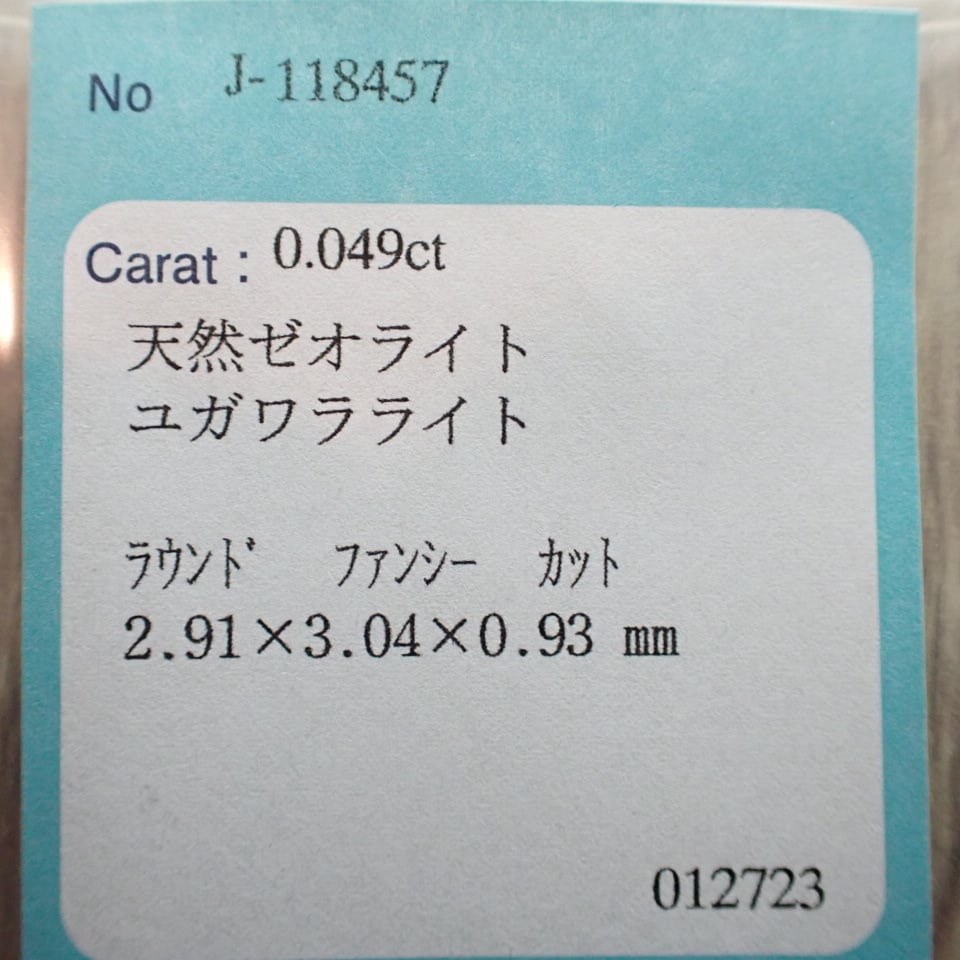 No J-118457
Carat : 0.049ct
天然ゼオライト
ユガワラライト
ﾗｳﾝﾄﾞ ﾌｧﾝｼｰ ｶｯﾄ
2.91×3.04×0.93 ㎜
012723